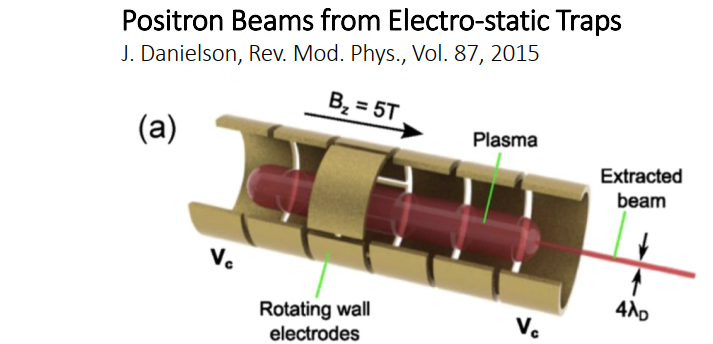 Positron Beams from Electro-static Traps
J. Danielson, Rev. Mod. Phys., Vol. 87, 2015
(a)
B_z = 5T
Plasma
Extracted
beam
V_c
Rotating wall
electrodes
V_c
4λ_D